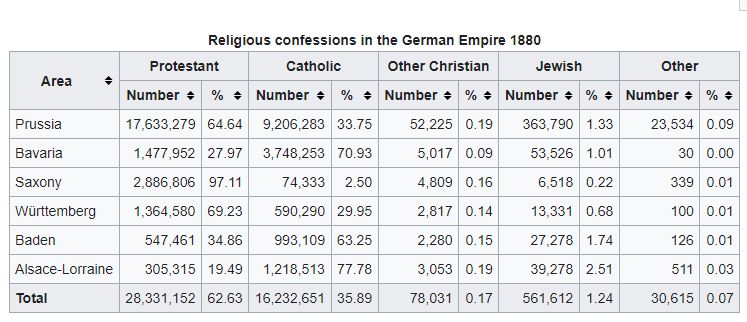 Religious confessions in the German Empire 1880
Area Protestant Catholic Other Christian Jewish Other
Number % Number % Number % Number % Number %
Prussia 17,633,279 64.64 9,206,283 33.75 52,225 0.19 363,790 1.33 23,534 0.09
Bavaria 1,477,952 27.97 3,748,253 70.93 5,017 0.09 53,526 1.01 30 0.00
Saxony 2,886,806 97.11 74,333 2.50 4,809 0.16 6,518 0.22 339 0.01
Württemberg 1,364,580 69.23 590,290 29.95 2,817 0.14 13,331 0.68 100 0.01
Baden 547,461 34.86 993,109 63.25 2,280 0.15 27,278 1.74 126 0.01
Alsace-Lorraine 305,315 19.49 1,218,513 77.78 3,053 0.19 39,278 2.51 511 0.03
Total 28,331,152 62.63 16,232,651 35.89 78,031 0.17 561,612 1.24 30,615 0.07